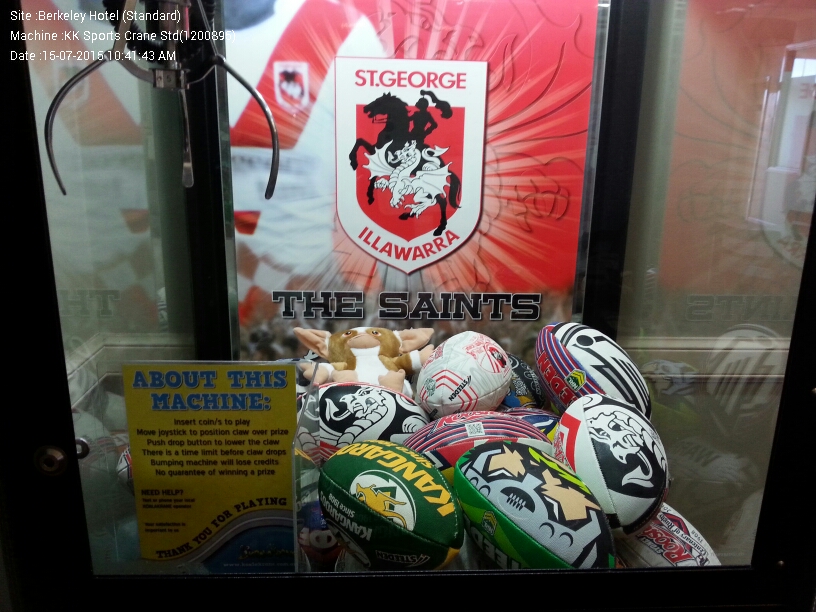 Site :Berkeley Hotel (Standard)
Machine :KK Sports Crane Std(1200895)
Date :15-07-2015 10:41:43 AM
ST.GEORGE
ILLAWARRA
THE SAINTS
ABOUT THIS
MACHINE:
Insert coin/s to play
Move joystick to position claw over prize
Push drop button to lower the claw
There is a time limit before claw drops
Bumping machine will lose credits
No guarantee of winning a prize
NEED HELP?
THANK YOU FOR PLAYING
KANGAROOS
STEEDEN